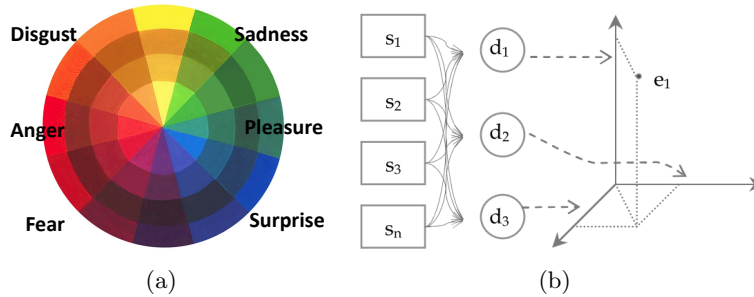 Disgust
Sadness
Anger
Pleasure
Fear
Surprise
(a)
s1
s2
s3
sn
d1
d2
d3
e1
(b)